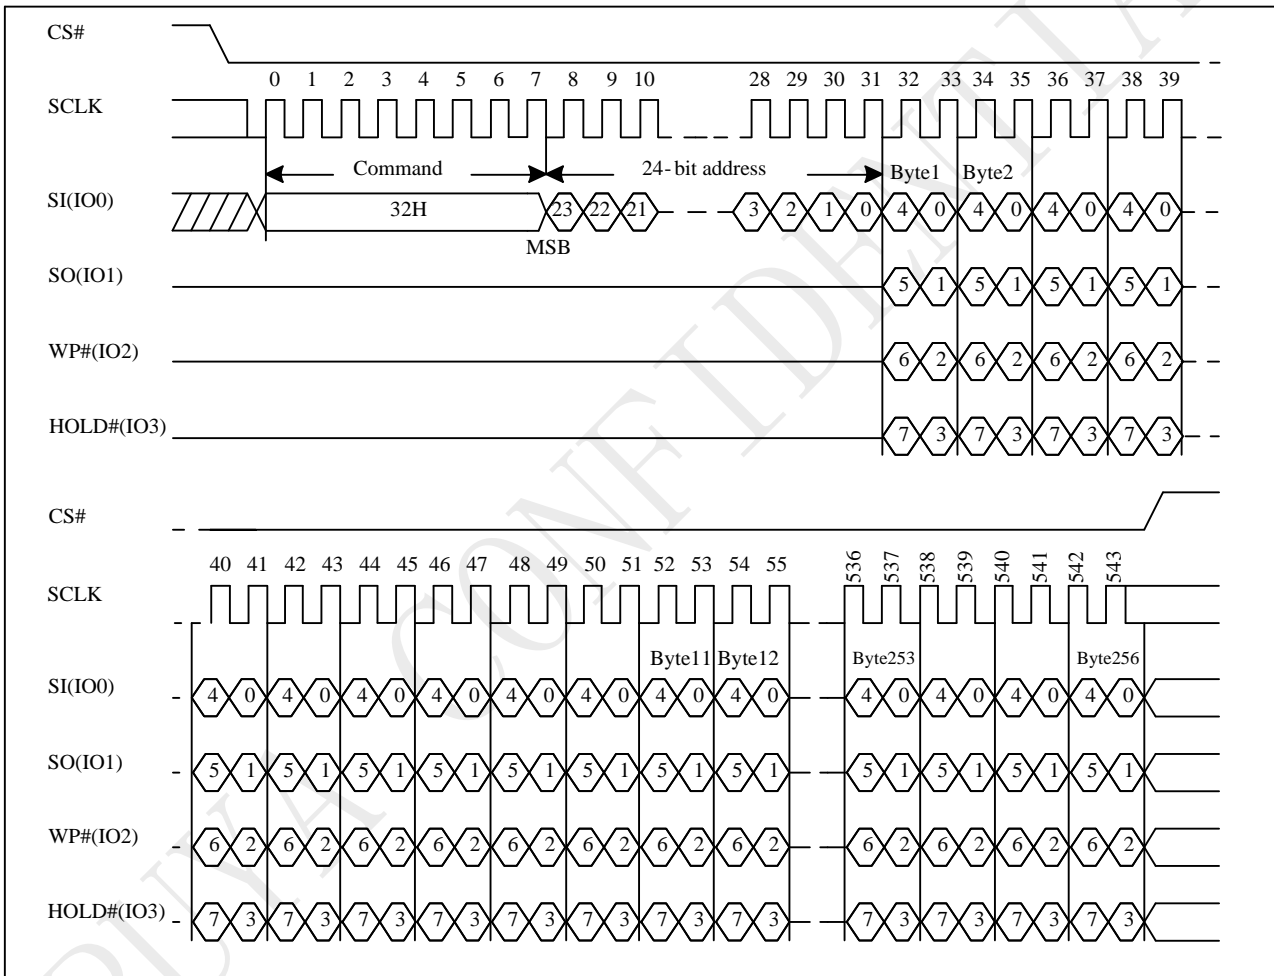 CS#
0 1 2 3 4 5 6 7 8 9 10 28 29 30 31 32 33 34 35 36 37 38 39
SCLK
Command 24-bit address Byte1 Byte2
SI(IO0) 32H 23 22 21 3 2 1 0 4 0 4 0 4 0 4 0
MSB
SO(IO1) 5 1 5 1 5 1 5 1
WP#(IO2) 6 2 6 2 6 2 6 2
HOLD#(IO3) 7 3 7 3 7 3 7 3
CS#
40 41 42 43 44 45 46 47 48 49 50 51 52 53 54 55 536 537 538 539 540 541 542 543
SCLK
Byte11 Byte12 Byte253 Byte256
SI(IO0) 4 0 4 0 4 0 4 0 4 0 4 0 4 0 4 0 4 0 4 0 4 0 4 0
SO(IO1) 5 1 5 1 5 1 5 1 5 1 5 1 5 1 5 1 5 1 5 1 5 1 5 1
WP#(IO2) 6 2 6 2 6 2 6 2 6 2 6 2 6 2 6 2 6 2 6 2 6 2 6 2
HOLD#(IO3) 7 3 7 3 7 3 7 3 7 3 7 3 7 3 7 3 7 3 7 3 7 3 7 3
PUYA CONFIDENTIA